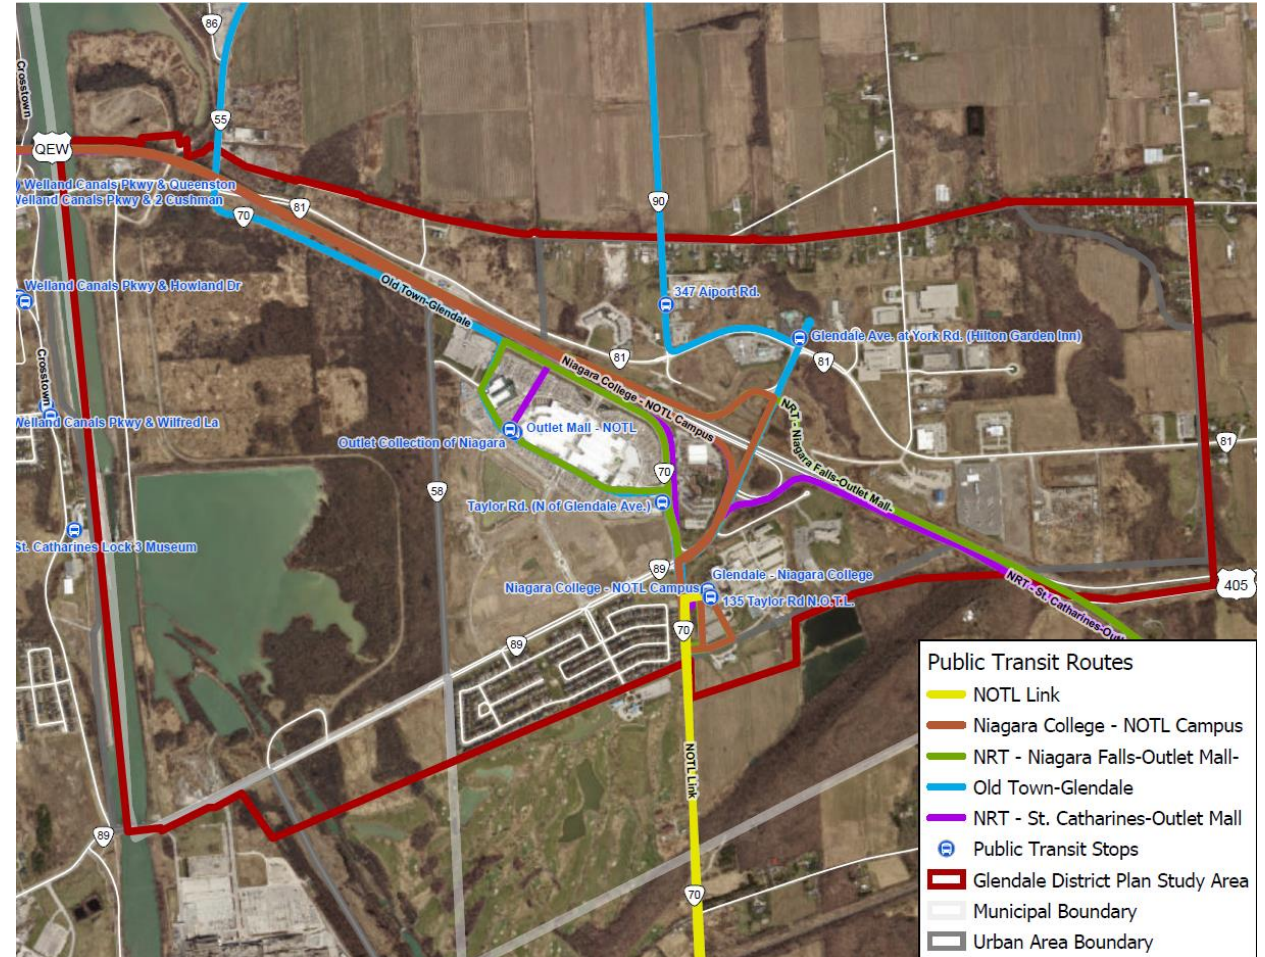 86
Crosstown
QEW
55
y Welland Canals Pkwy & Queenston
Welland Canals Pkwy & 2 Cushman
70
81
90
Welland Canals Pkwy & Howland Dr
Old Town-Glendale
347 Aiport Rd.
Glendale Ave. at York Rd. (Hilton Garden Inn)
81
81
Crosstown
Niagara College - NOTL Campus
NRT - Niagara Falls-Outlet Mall-
Welland Canals Pkwy & Wilfred La
Outlet Mall - NOTL
Outlet Collection of Niagara
81
70
58
Taylor Rd. (N of Glendale Ave.)
St. Catharines Lock 3 Museum
89
Glendale - Niagara College
Niagara College - NOTL Campus
135 Taylor Rd N.O.T.L.
NRT - St. Catharines-Outl
405
70
89
NOTL Link
89
70
Public Transit Routes
NOTL Link
Niagara College - NOTL Campus
NRT - Niagara Falls-Outlet Mall-
Old Town-Glendale
NRT - St. Catharines-Outlet Mall
Public Transit Stops
Glendale District Plan Study Area
Municipal Boundary
Urban Area Boundary